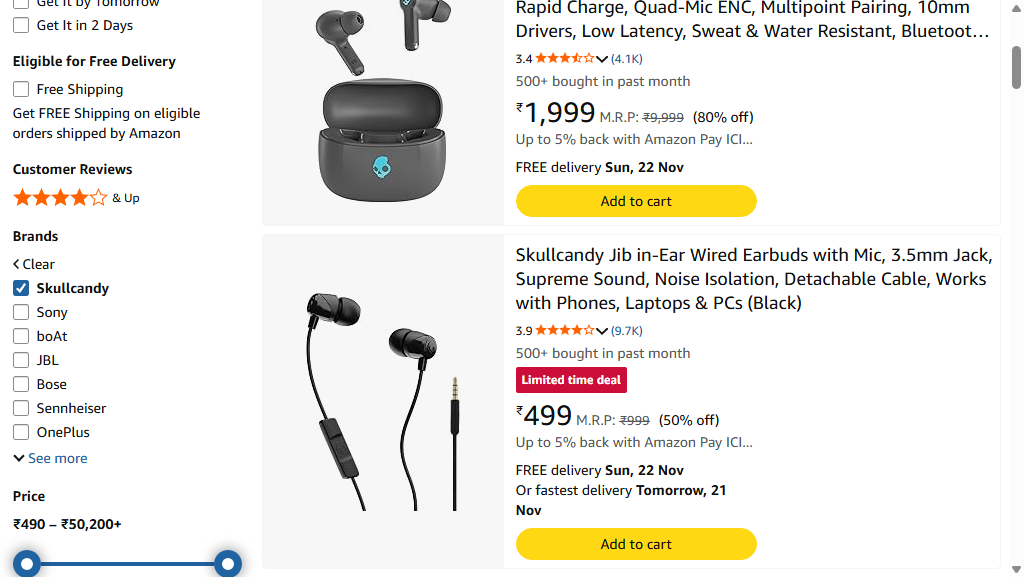 Get It by Tomorrow
Get It in 2 Days
Eligible for Free Delivery
Free Shipping
Get FREE Shipping on eligible
orders shipped by Amazon
Customer Reviews
& Up
Brands
Clear
Skullcandy
Sony
boAt
JBL
Bose
Sennheiser
OnePlus
See more
Price
₹490 – ₹50,200+
Rapid Charge, Quad-Mic ENC, Multipoint Pairing, 10mm
Drivers, Low Latency, Sweat & Water Resistant, Bluetoot…
3.4 (4.1K)
500+ bought in past month
₹1,999 M.R.P: ₹9,999 (80% off)
Up to 5% back with Amazon Pay ICI…
FREE delivery Sun, 22 Nov
Add to cart
Skullcandy Jib in-Ear Wired Earbuds with Mic, 3.5mm Jack,
Supreme Sound, Noise Isolation, Detachable Cable, Works
with Phones, Laptops & PCs (Black)
3.9 (9.7K)
500+ bought in past month
Limited time deal
₹499 M.R.P: ₹999 (50% off)
Up to 5% back with Amazon Pay ICI…
FREE delivery Sun, 22 Nov
Or fastest delivery Tomorrow, 21
Nov
Add to cart